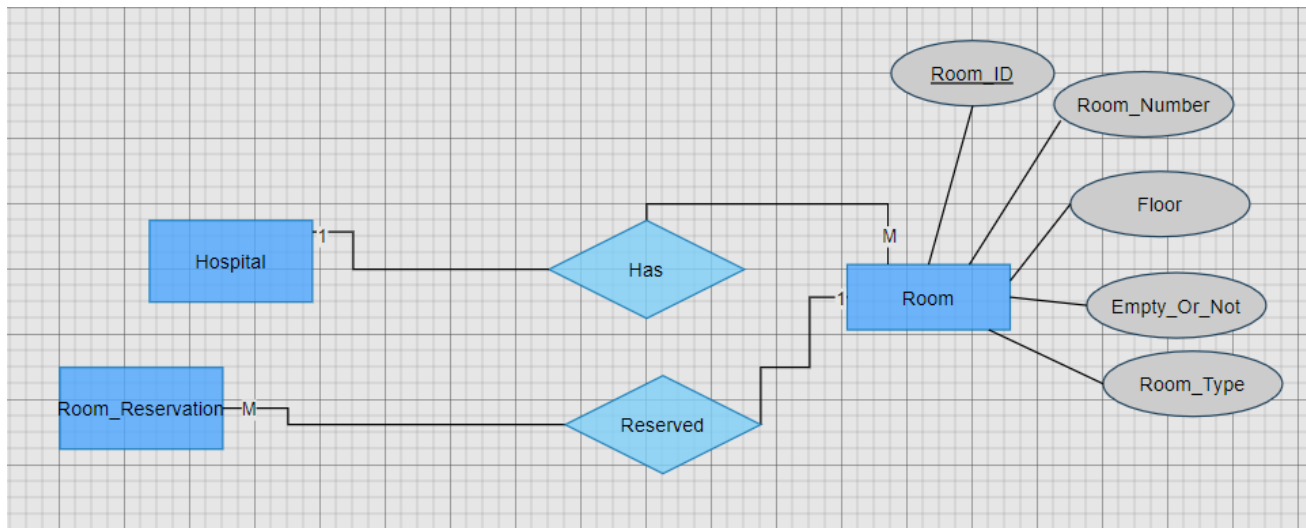 Room_ID
Room_Number
Floor
1
M
Hospital
Has
Room
1
Empty_Or_Not
Room_Type
Room_Reservation
M
Reserved